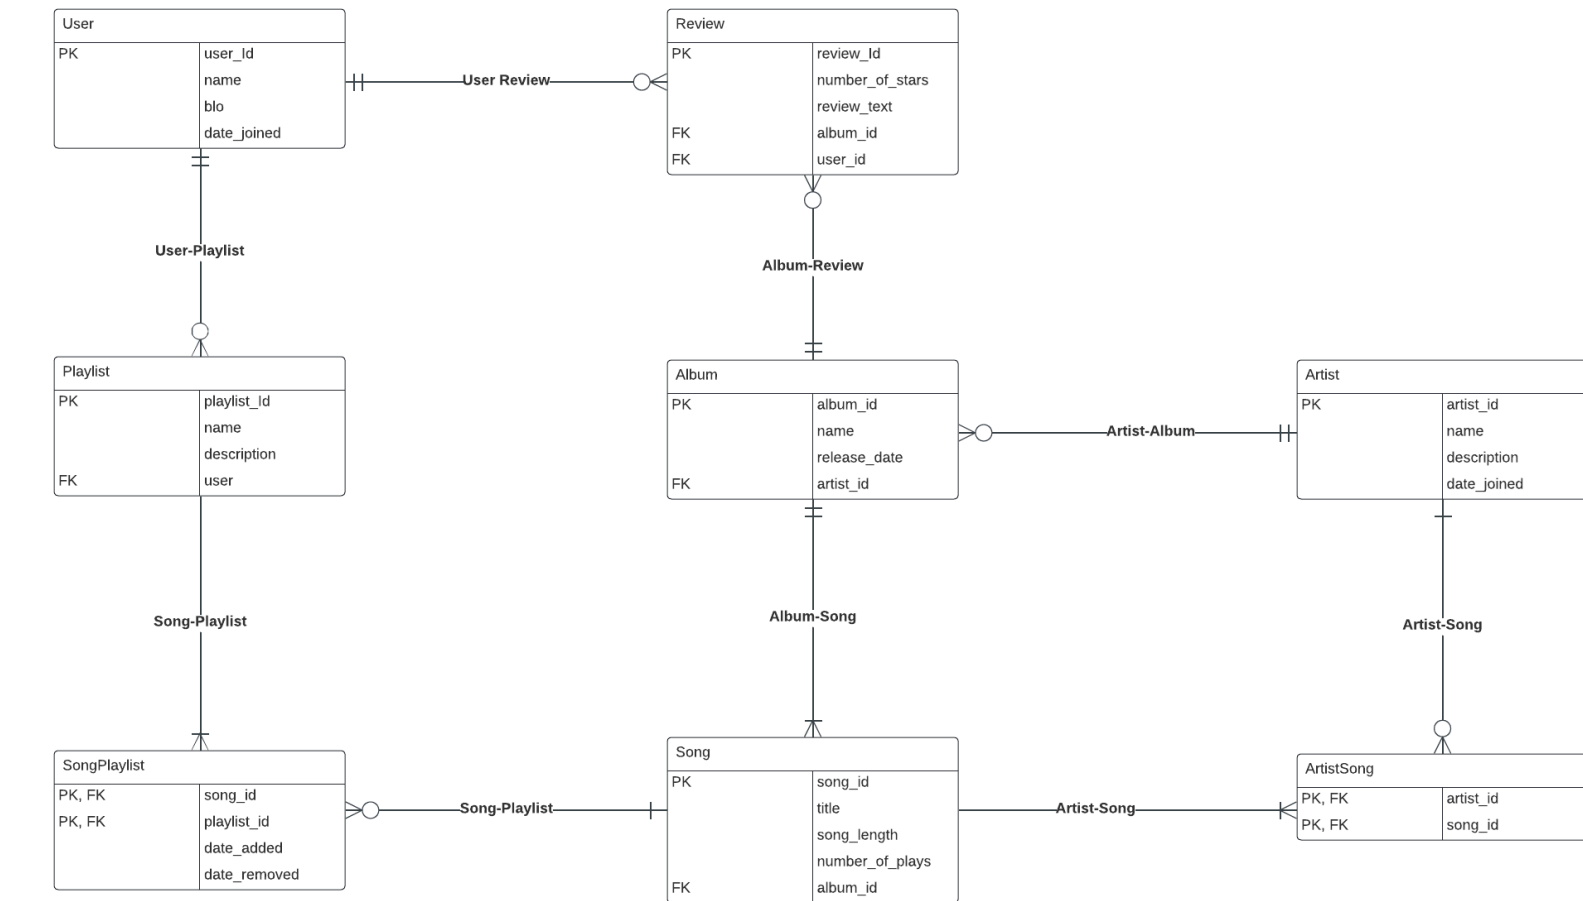 User
PK user_Id
name
blo
date_joined
User Review
Review
PK review_Id
number_of_stars
review_text
FK album_id
FK user_id
User-Playlist
Album-Review
Playlist
PK playlist_Id
name
description
FK user
Album
PK album_id
name
release_date
FK artist_id
Artist-Album
Artist
PK artist_id
name
description
date_joined
Song-Playlist
Album-Song
Artist-Song
SongPlaylist
PK, FK song_id
PK, FK playlist_id
date_added
date_removed
Song-Playlist
Song
PK song_id
title
song_length
number_of_plays
FK album_id
Artist-Song
ArtistSong
PK, FK artist_id
PK, FK song_id